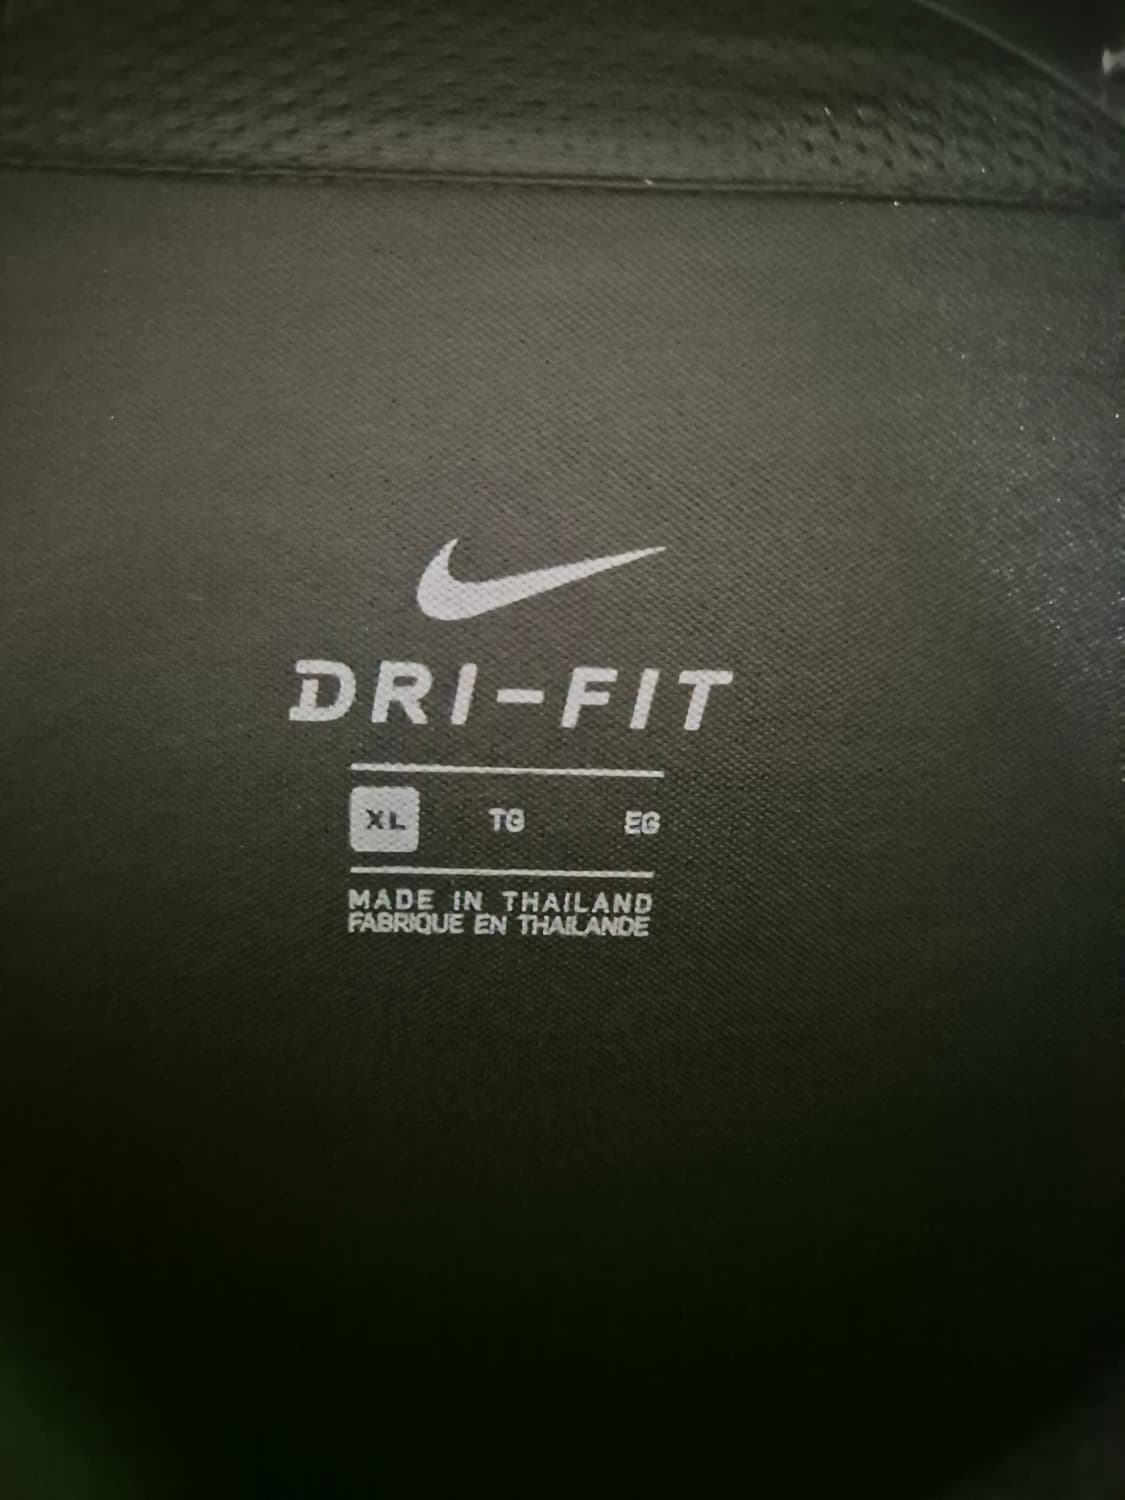 DRI-FIT
XL TG EG
MADE IN THAILAND
FABRIQUE EN THAILANDE